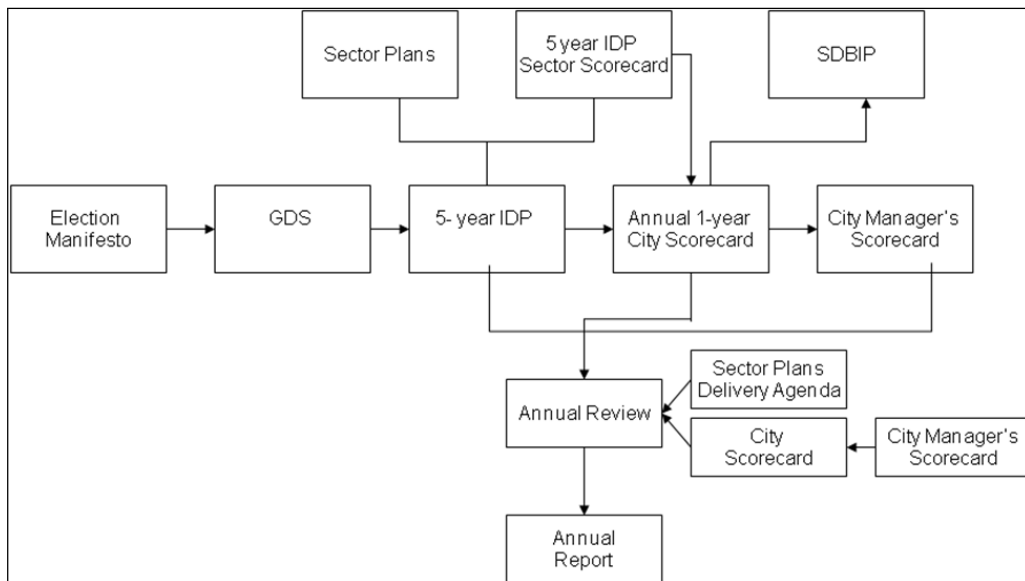 Sector Plans
5 year IDP
Sector Scorecard
SDBIP
Election
Manifesto
GDS
5- year IDP
Annual 1-year
City Scorecard
City Manager's
Scorecard
Sector Plans
Delivery Agenda
Annual Review
City
Scorecard
City Manager's
Scorecard
Annual
Report